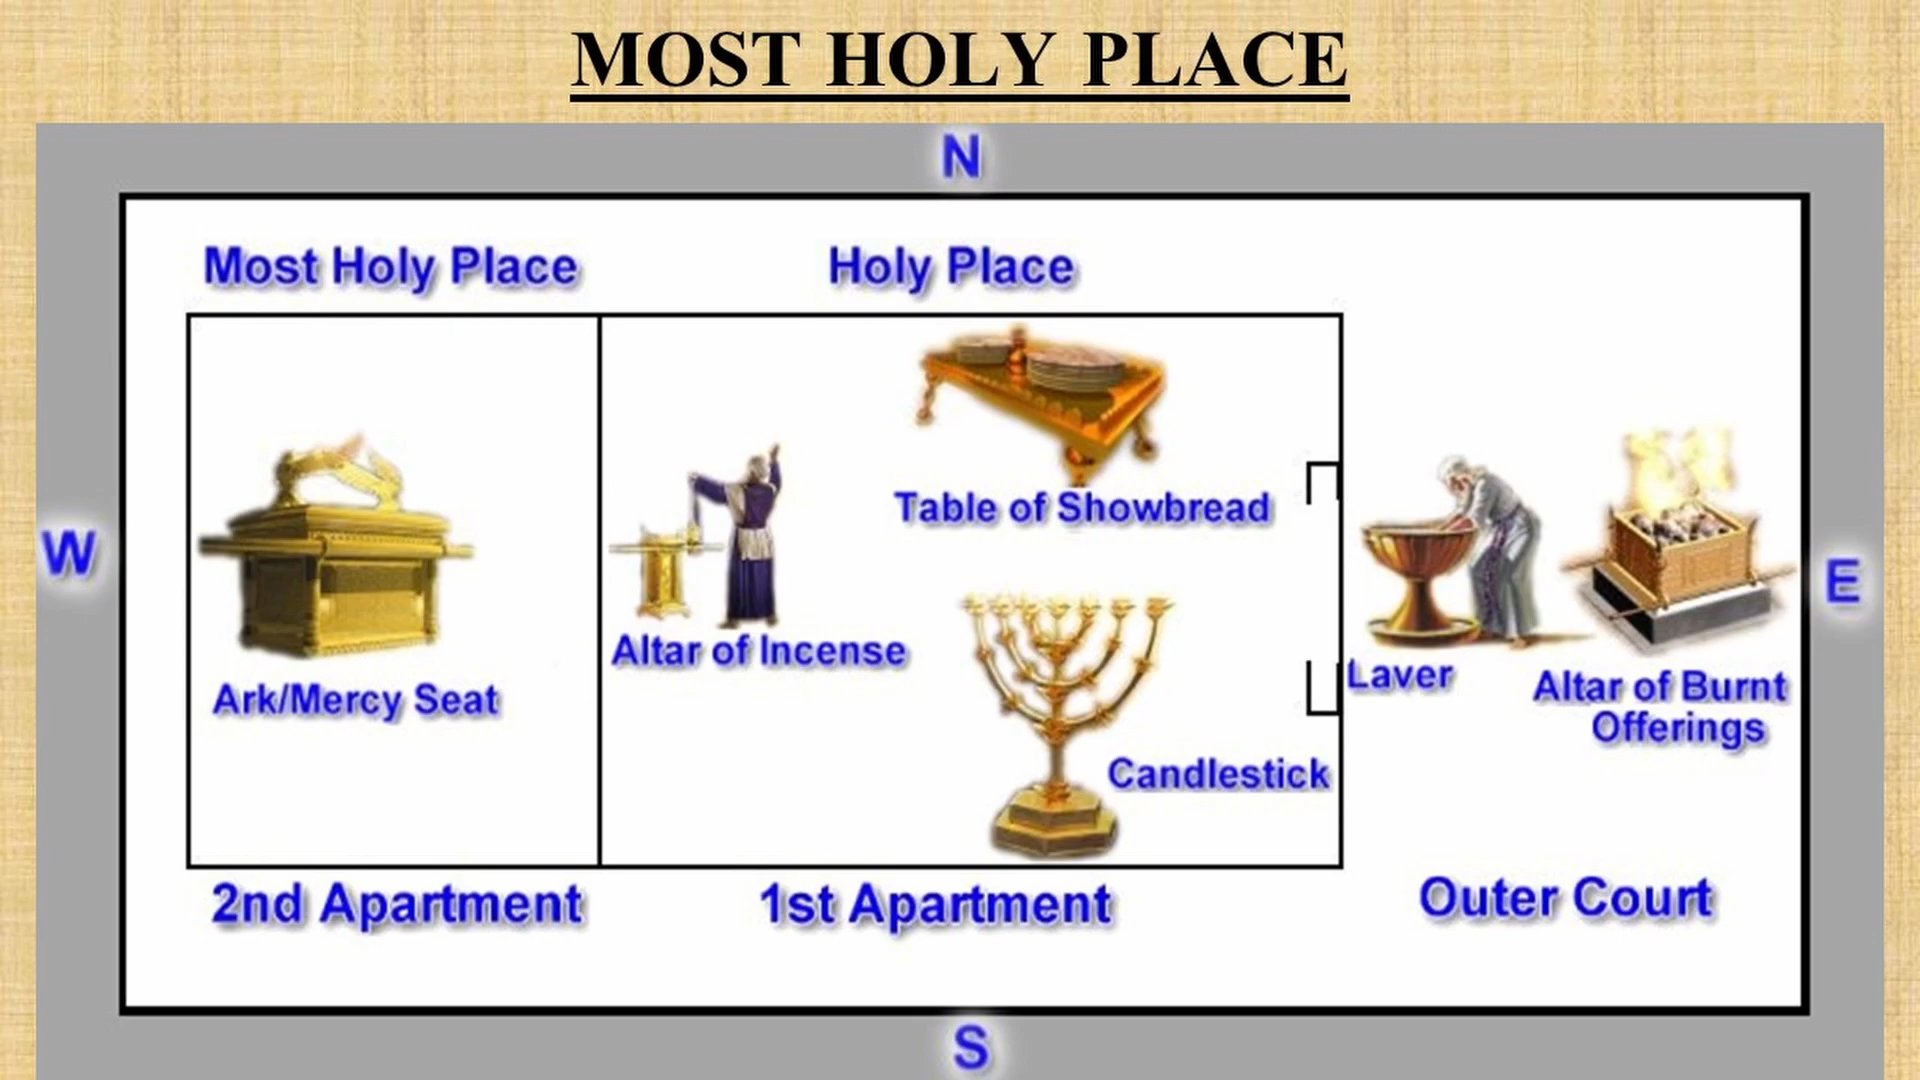 MOST HOLY PLACE
N
Most Holy Place
Holy Place
Table of Showbread
W
E
Altar of Incense
Ark/Mercy Seat
Laver
Altar of Burnt
Offerings
Candlestick
2nd Apartment
1st Apartment
Outer Court
S